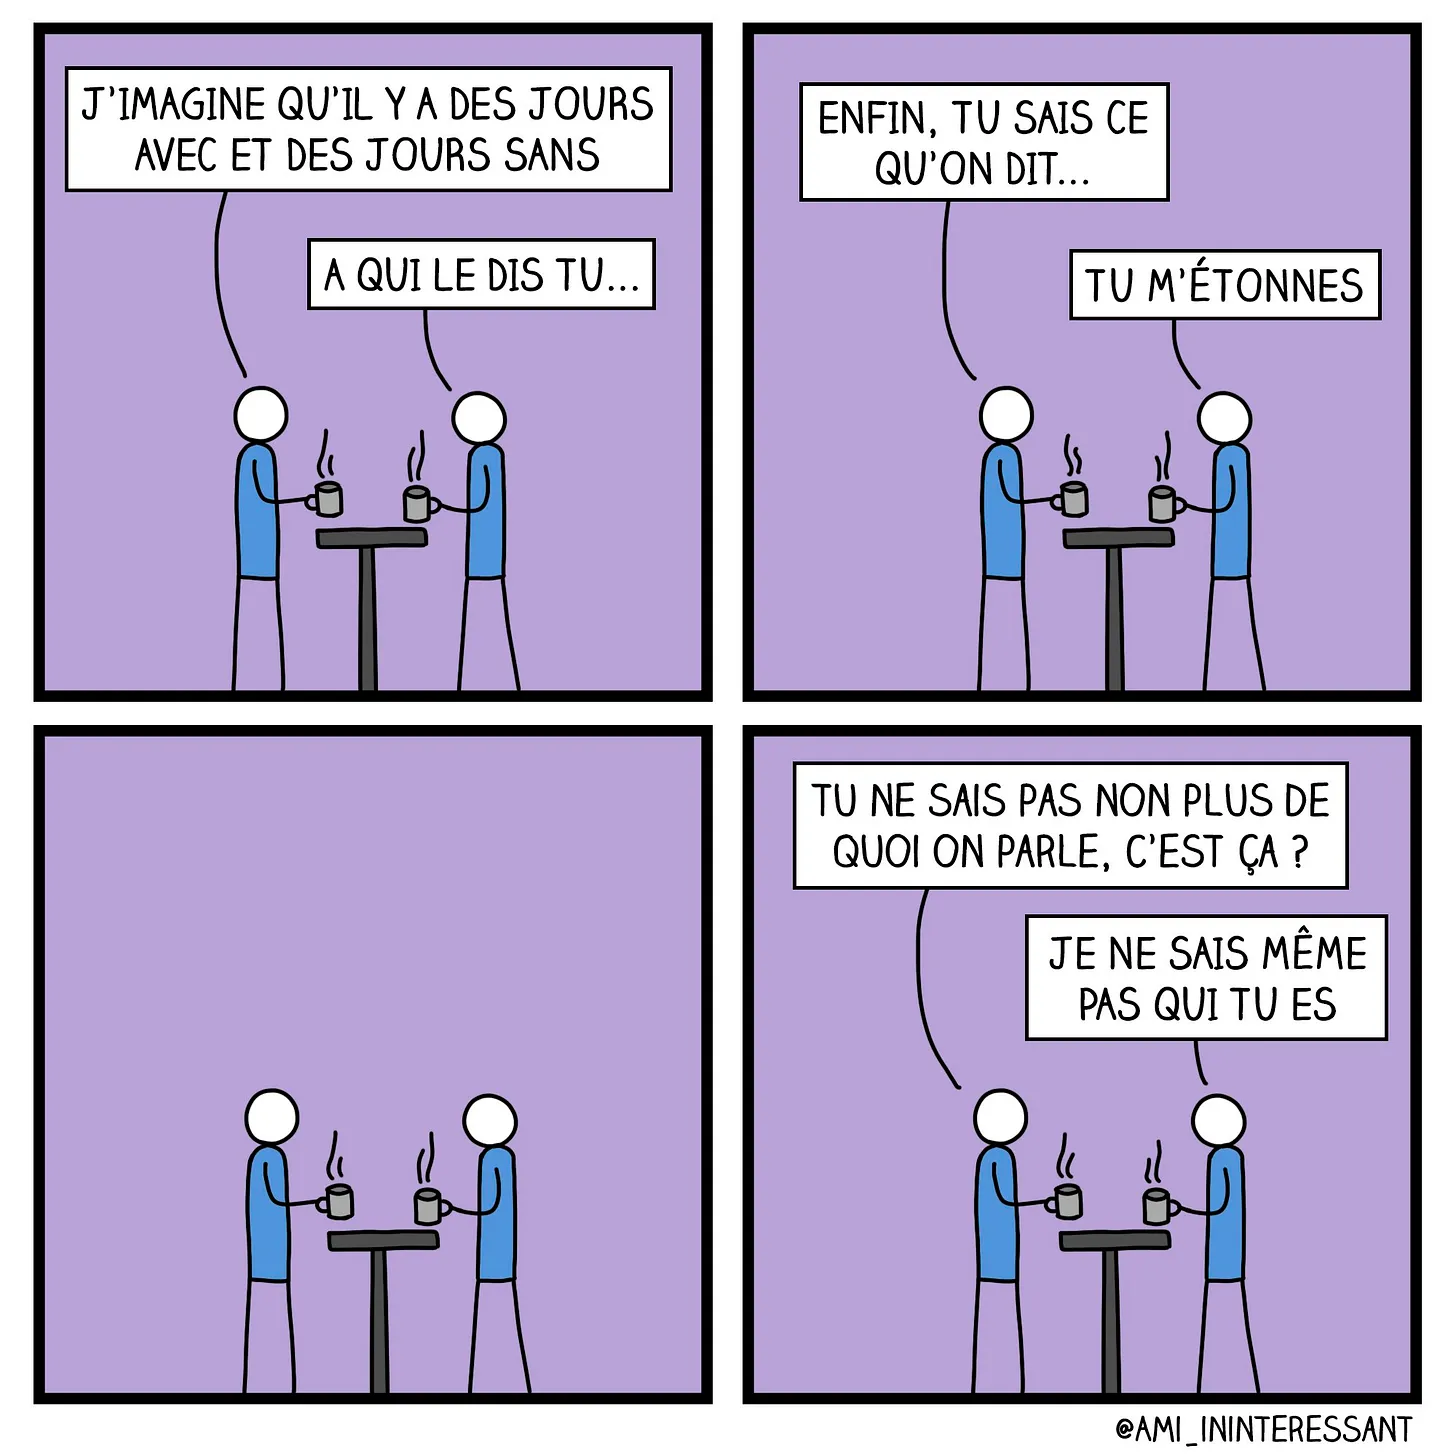 J'IMAGINE QU'IL Y A DES JOURS
AVEC ET DES JOURS SANS
A QUI LE DIS TU...
ENFIN, TU SAIS CE
QU'ON DIT...
TU M'ÉTONNES
TU NE SAIS PAS NON PLUS DE
QUOI ON PARLE, C'EST ÇA ?
JE NE SAIS MÊME
PAS QUI TU ES
@AMI_ININTERESSANT